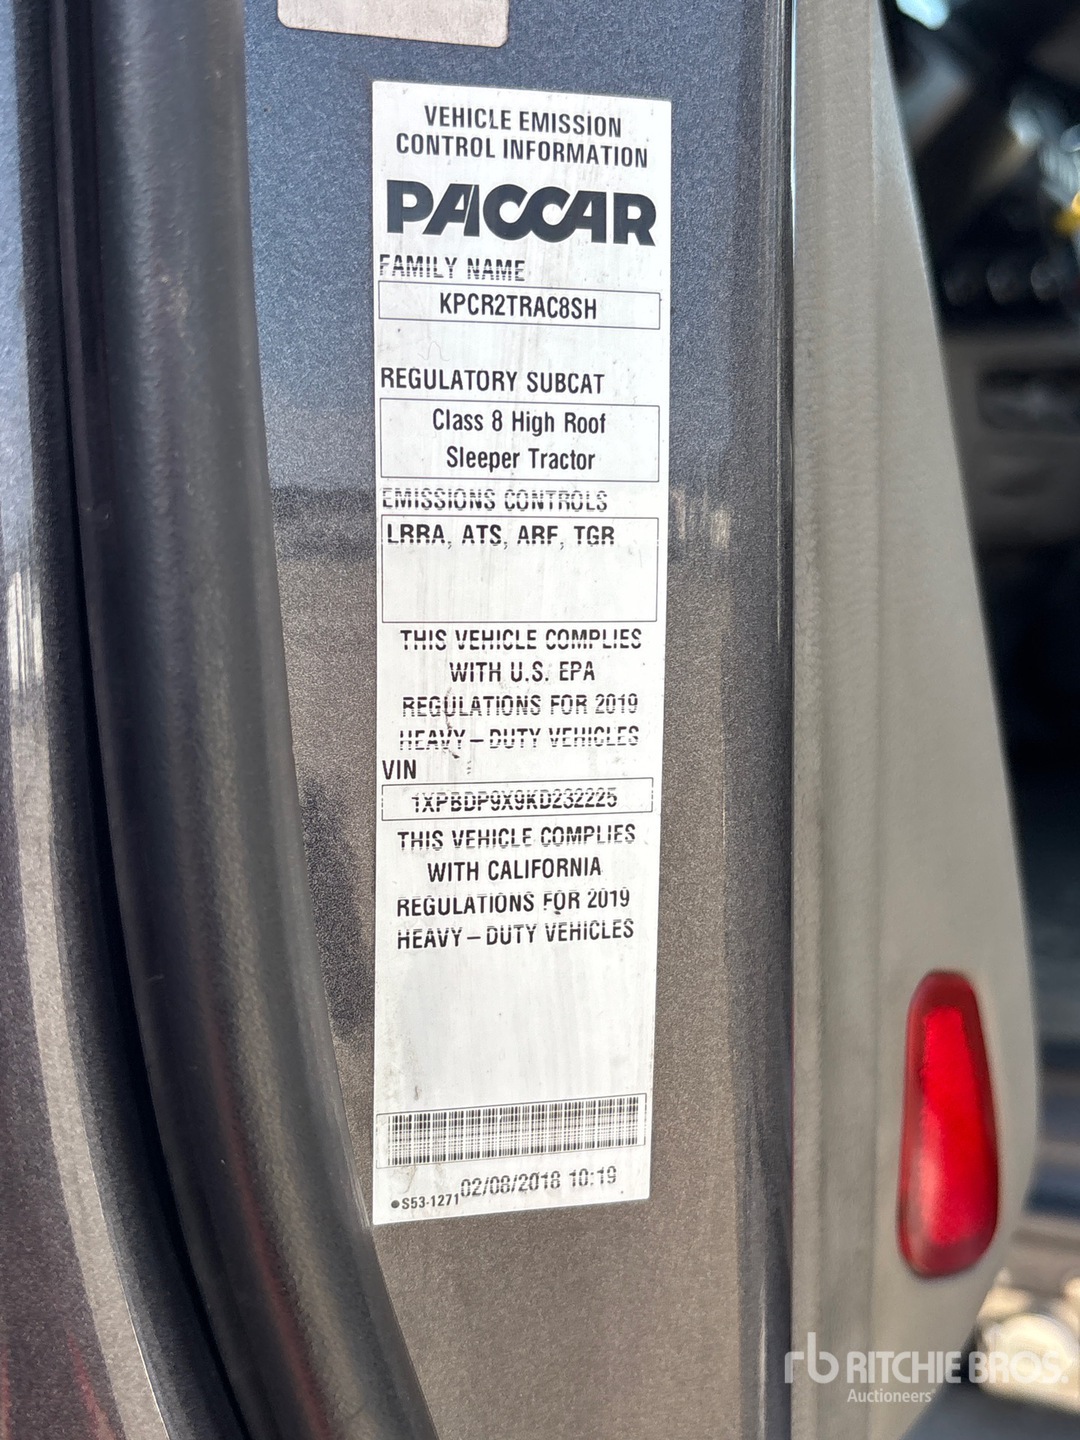 VEHICLE EMISSION
CONTROL INFORMATION
PACCAR
FAMILY NAME
KPCR2TRAC8SH
REGULATORY SUBCAT
Class 8 High Roof
Sleeper Tractor
EMISSIONS CONTROLS
LRRA, ATS, ARF, TGR
THIS VEHICLE COMPLIES
WITH U.S. EPA
REGULATIONS FOR 2019
HEAVY–DUTY VEHICLES
VIN
1XPBDP9X9KD232225
THIS VEHICLE COMPLIES
WITH CALIFORNIA
REGULATIONS FOR 2019
HEAVY–DUTY VEHICLES
●S53-1271 02/08/2018 10:19
rb RITCHIE BROS.
Auctioneers